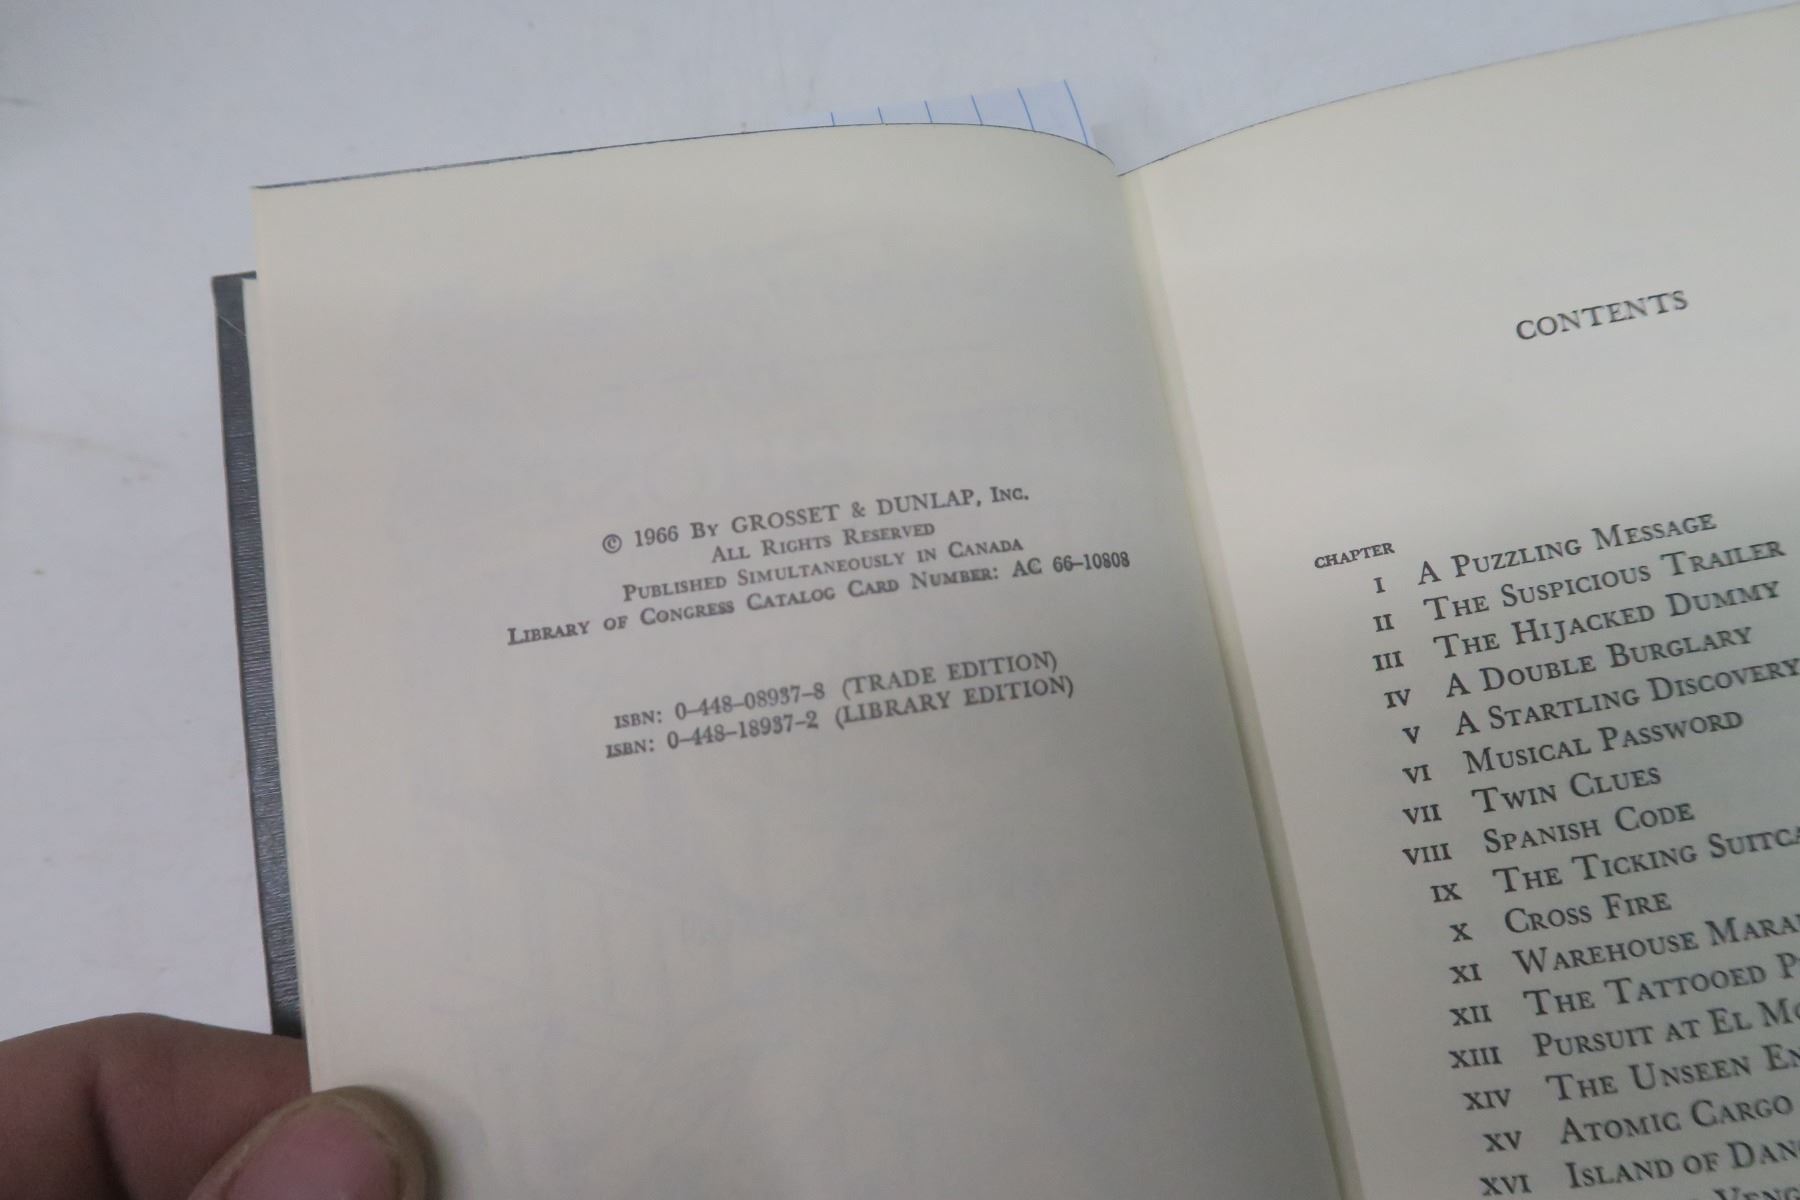 © 1966 BY GROSSET & DUNLAP, INC.
ALL RIGHTS RESERVED
PUBLISHED SIMULTANEOUSLY IN CANADA
LIBRARY OF CONGRESS CATALOG CARD NUMBER: AC 66–10808
ISBN: 0–448–08937–8 (TRADE EDITION)
ISBN: 0–448–18937–2 (LIBRARY EDITION)
CONTENTS
CHAPTER
I A PUZZLING MESSAGE
II THE SUSPICIOUS TRAILER
III THE HIJACKED DUMMY
IV A DOUBLE BURGLARY
V A STARTLING DISCOVERY
VI MUSICAL PASSWORD
VII TWIN CLUES
VIII SPANISH CODE
IX THE TICKING
X CROSS FIRE
XI WAREHOUSE
XII THE TATTOOED
XIII PURSUIT AT EL
XIV THE UNSEEN
XV ATOMIC CARGO
XVI ISLAND OF